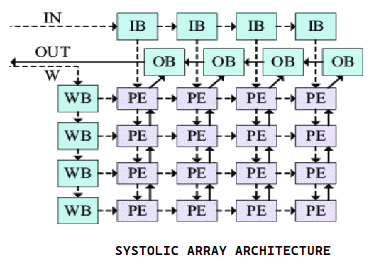 IN IB IB IB IB
OUT OB OB OB OB
W
WB PE PE PE PE
WB PE PE PE PE
WB PE PE PE PE
WB PE PE PE PE
SYSTOLIC ARRAY ARCHITECTURE